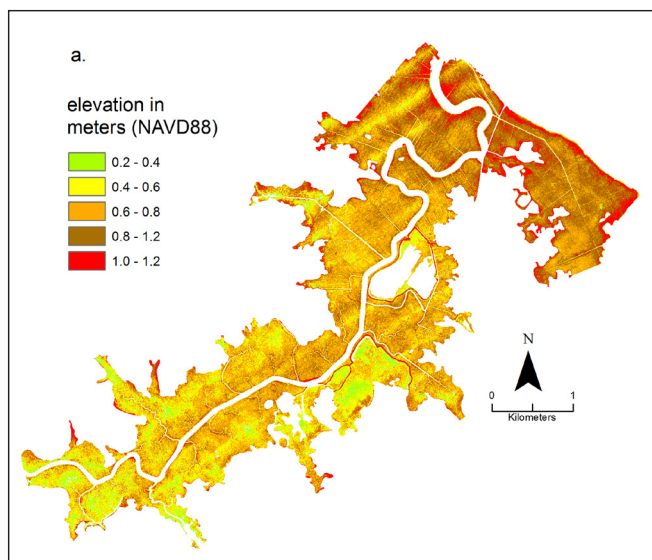 a.
elevation in
meters (NAVD88)
0.2 - 0.4
0.4 - 0.6
0.6 - 0.8
0.8 - 1.2
1.0 - 1.2
N
0 1
Kilometers